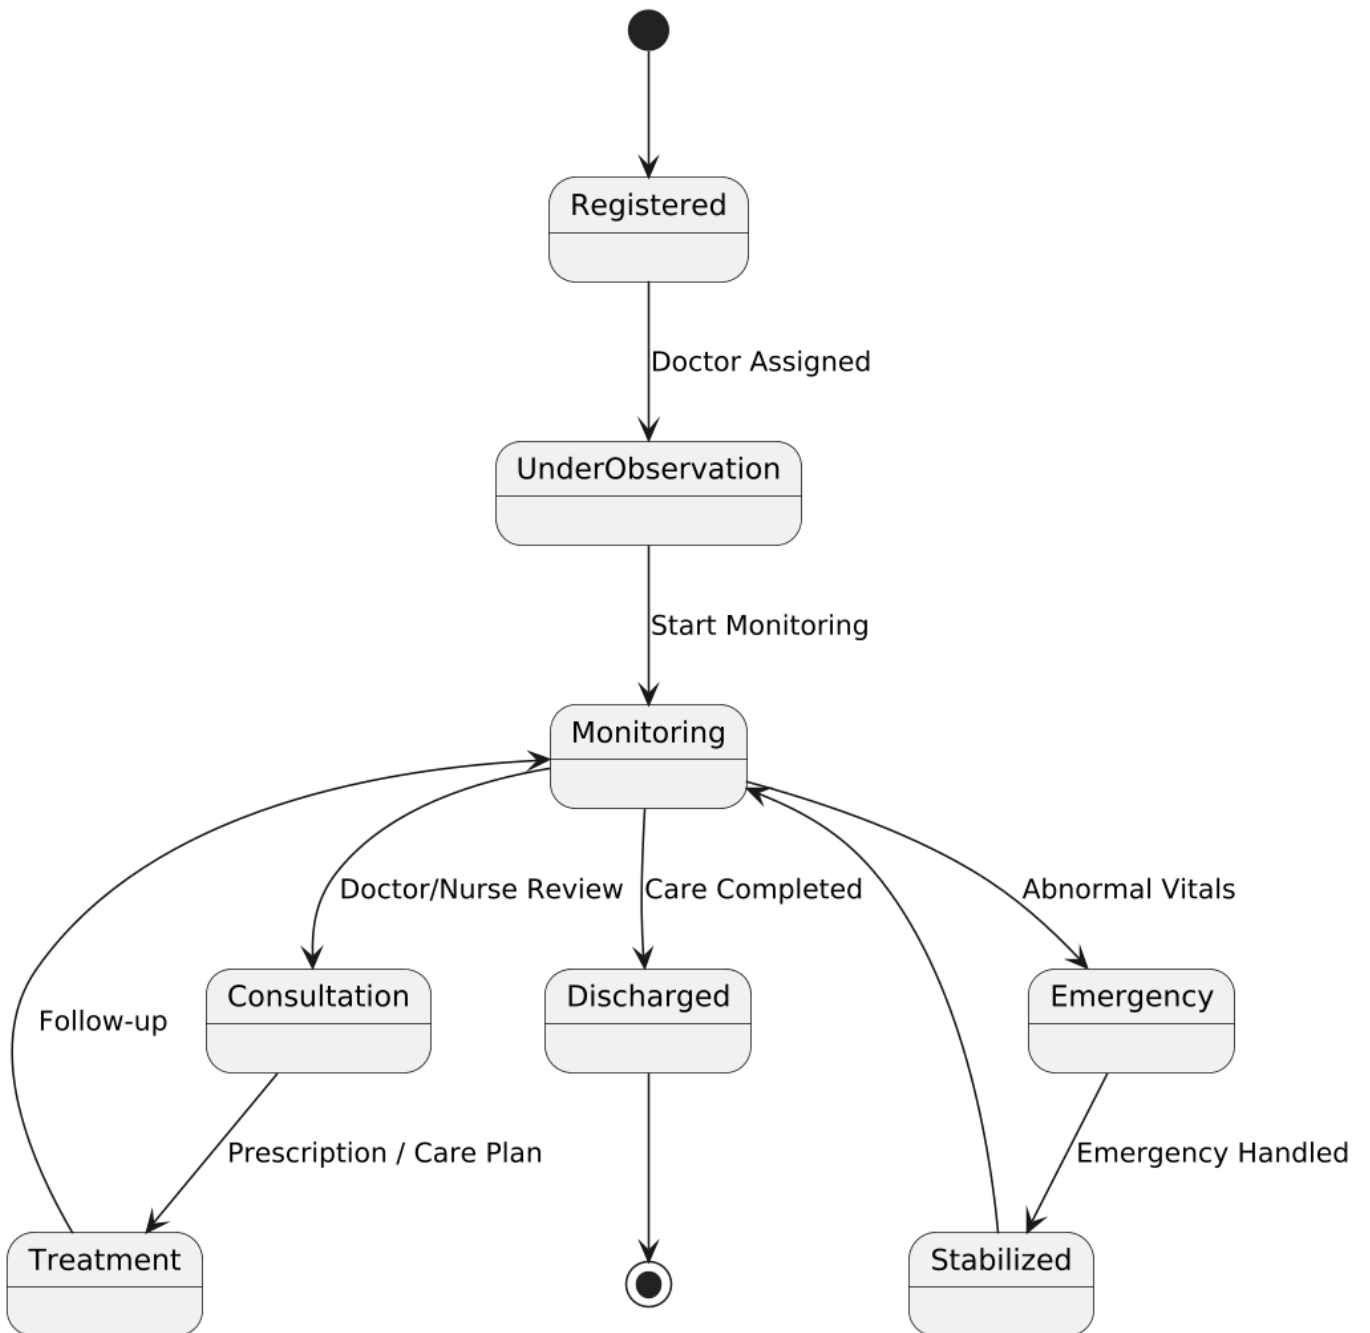 Registered
Doctor Assigned
UnderObservation
Start Monitoring
Monitoring
Doctor/Nurse Review
Care Completed
Abnormal Vitals
Consultation
Discharged
Emergency
Follow-up
Prescription / Care Plan
Emergency Handled
Treatment
Stabilized